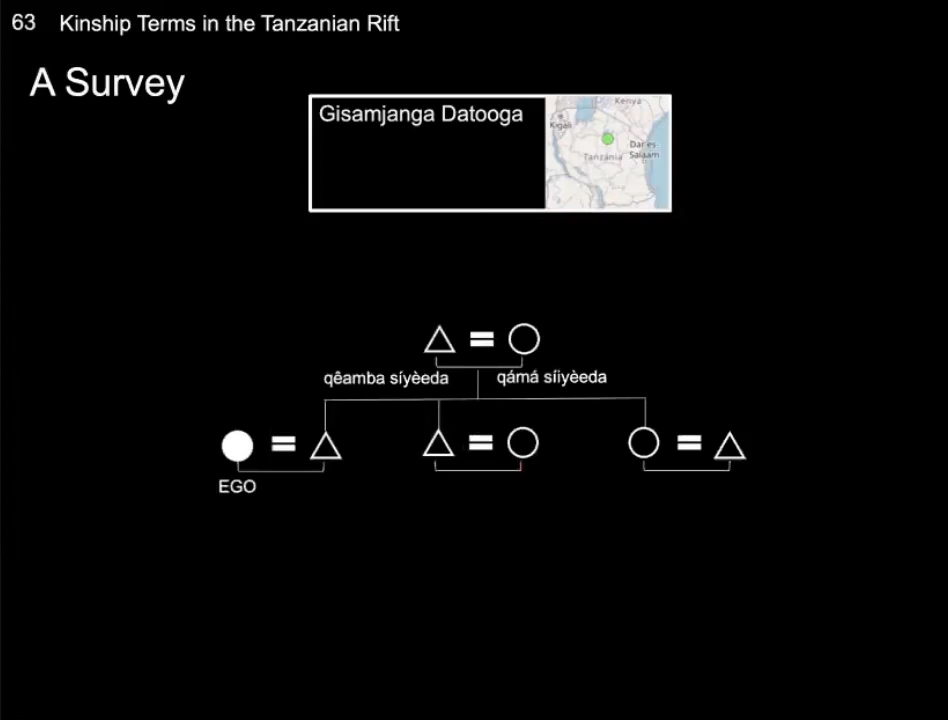 63 Kinship Terms in the Tanzanian Rift
A Survey
Gisamjanga Datooga
Kenya
Kigali
Dar es
Salaam
Tanzania
qêamba síyèeda qámá síiyèeda
EGO